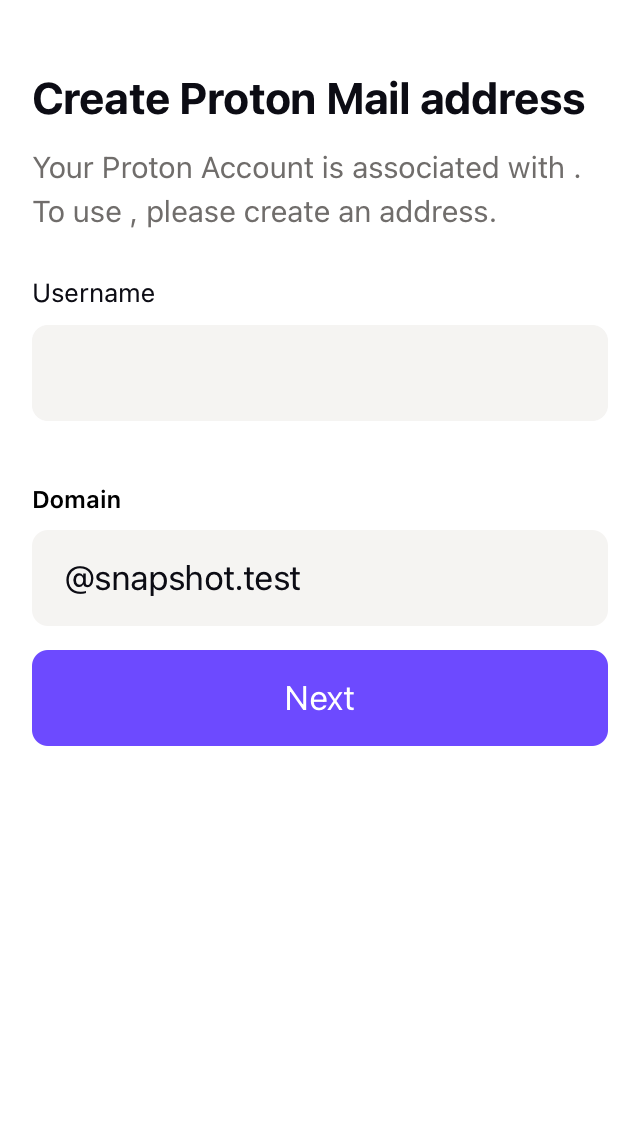 Create Proton Mail address
Your Proton Account is associated with .
To use , please create an address.
Username
Domain
@snapshot.test
Next